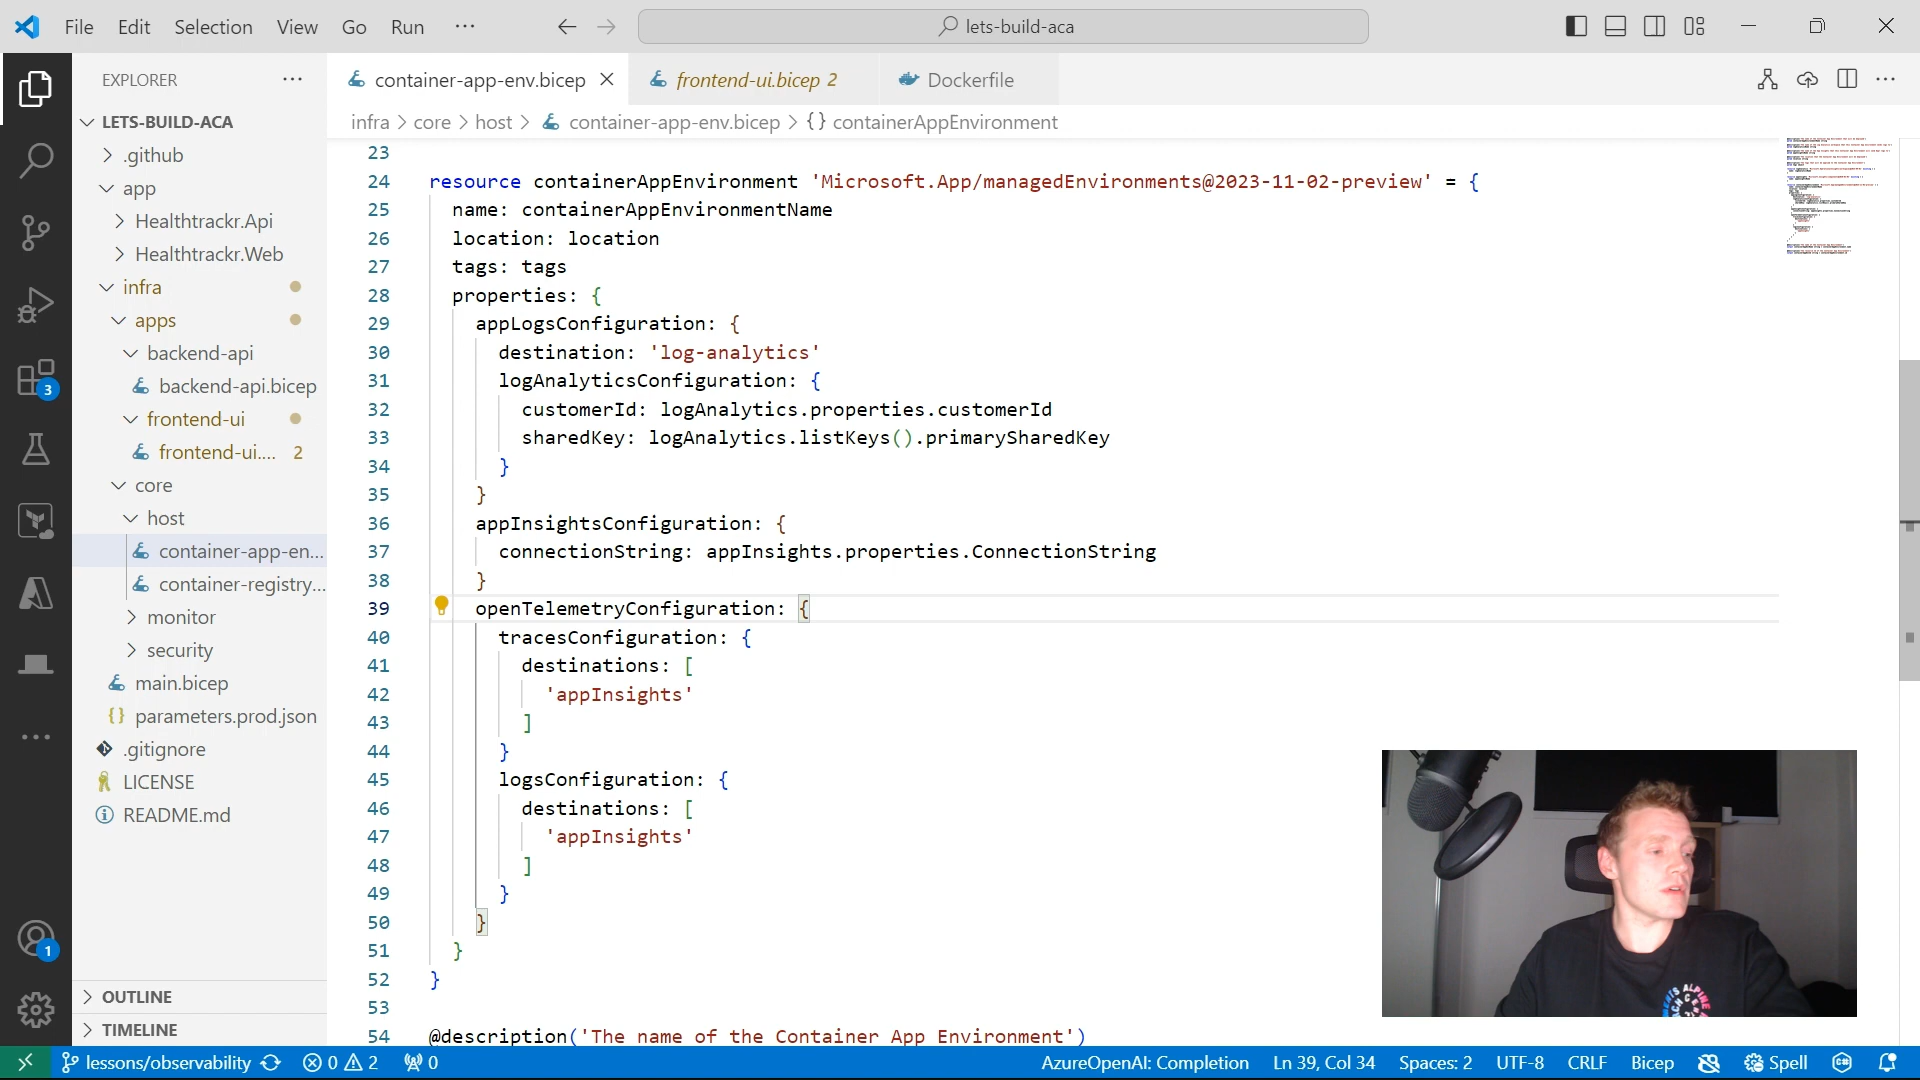 File Edit Selection View Go Run ···
lets-build-aca
EXPLORER
container-app-env.bicep
frontend-ui.bicep 2
Dockerfile
LETS-BUILD-ACA
.github
app
Healthtrackr.Api
Healthtrackr.Web
infra
apps
backend-api
backend-api.bicep
frontend-ui
frontend-ui.... 2
core
host
container-app-en...
container-registry...
monitor
security
main.bicep
parameters.prod.json
.gitignore
LICENSE
README.md
OUTLINE
TIMELINE
3
1
infra > core > host > container-app-env.bicep > {} containerAppEnvironment
23
24 resource containerAppEnvironment 'Microsoft.App/managedEnvironments@2023-11-02-preview' = {
25 name: containerAppEnvironmentName
26 location: location
27 tags: tags
28 properties: {
29 appLogsConfiguration: {
30 destination: 'log-analytics'
31 logAnalyticsConfiguration: {
32 customerId: logAnalytics.properties.customerId
33 sharedKey: logAnalytics.listKeys().primarySharedKey
34 }
35 }
36 appInsightsConfiguration: {
37 connectionString: appInsights.properties.ConnectionString
38 }
39 openTelemetryConfiguration: {
40 tracesConfiguration: {
41 destinations: [
42 'appInsights'
43 ]
44 }
45 logsConfiguration: {
46 destinations: [
47 'appInsights'
48 ]
49 }
50 }
51 }
52 }
53
54 @description('The name of the Container App Environment')
lessons/observability 0 2 0 AzureOpenAI: Completion Ln 39, Col 34 Spaces: 2 UTF-8 CRLF Bicep Spell